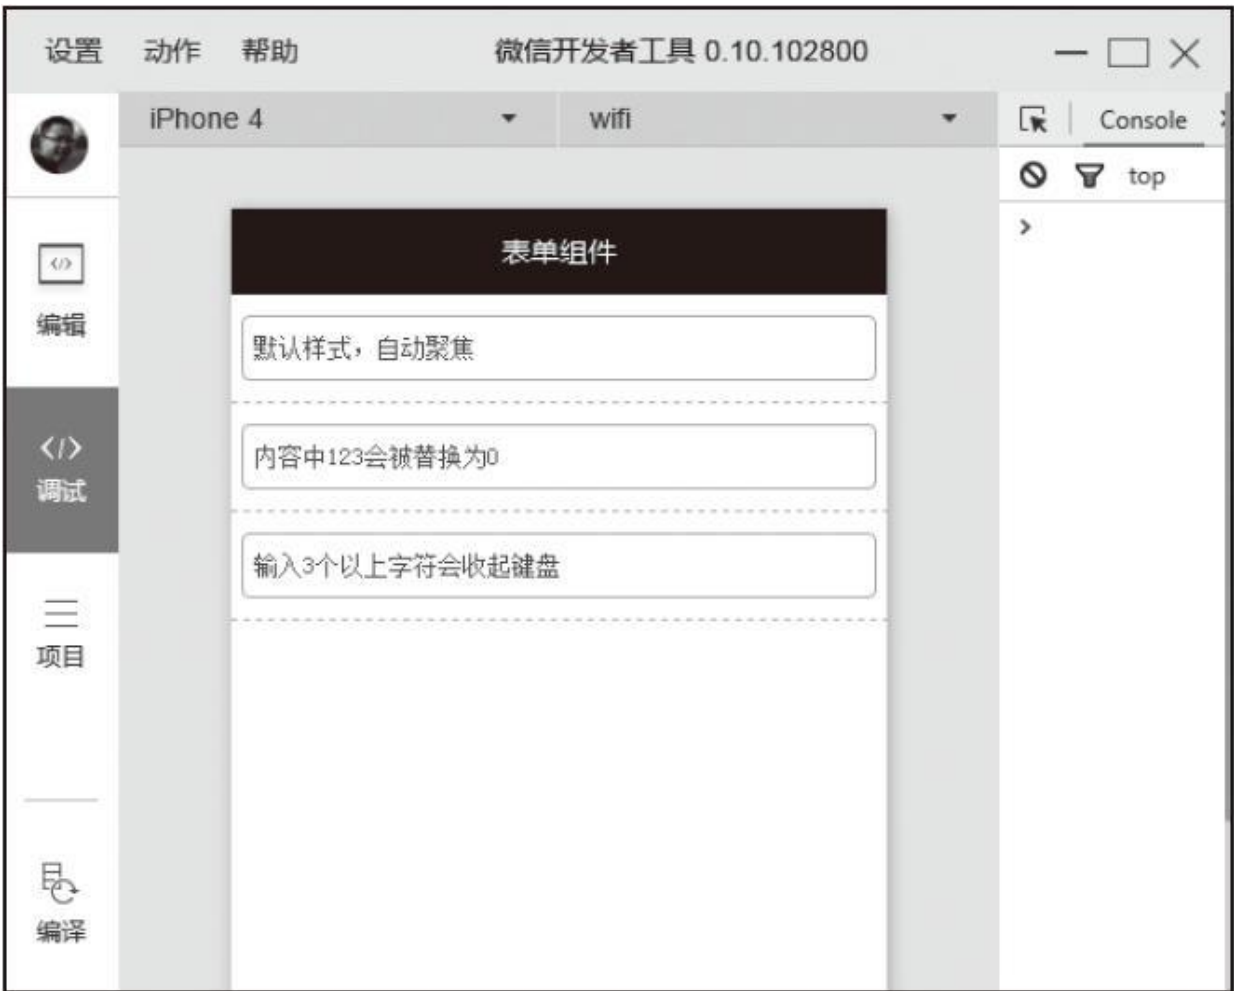 设置 动作 帮助 微信开发者工具 0.10.102800
iPhone 4 wifi Console
top
表单组件
编辑
默认样式，自动聚焦
内容中123会被替换为0
调试
输入3个以上字符会收起键盘
项目
编译